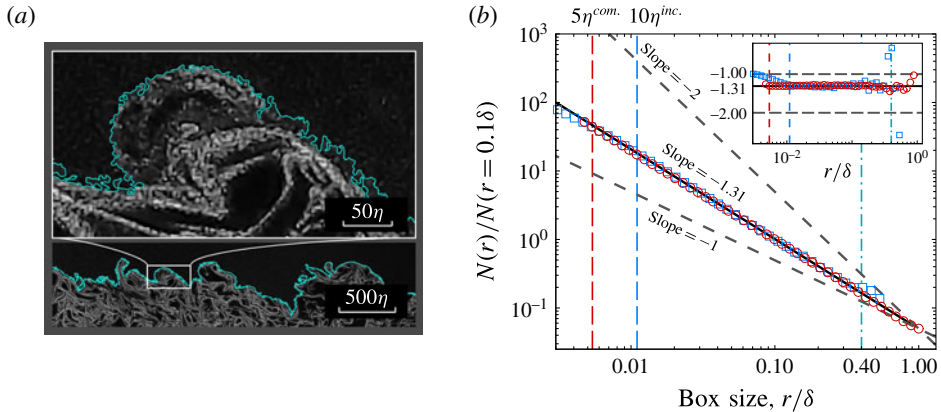 (a)
50η
500η
(b)
5η^{com.} 10η^{inc.}
10^3
10^2
10^1
10^0
10^{-1}
N(r)/N(r = 0.1δ)
Slope = −2
Slope = −1.31
Slope = −1
−1.00
−1.31
−2.00
10^{-2} 10^0
r/δ
0.01 0.10 0.40 1.00
Box size, r/δ